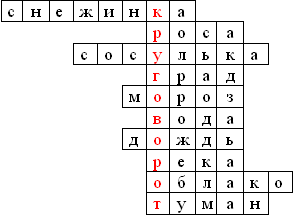 снежинка
роса
сосулька
град
мороз
вода
дождь
река
облако
туман